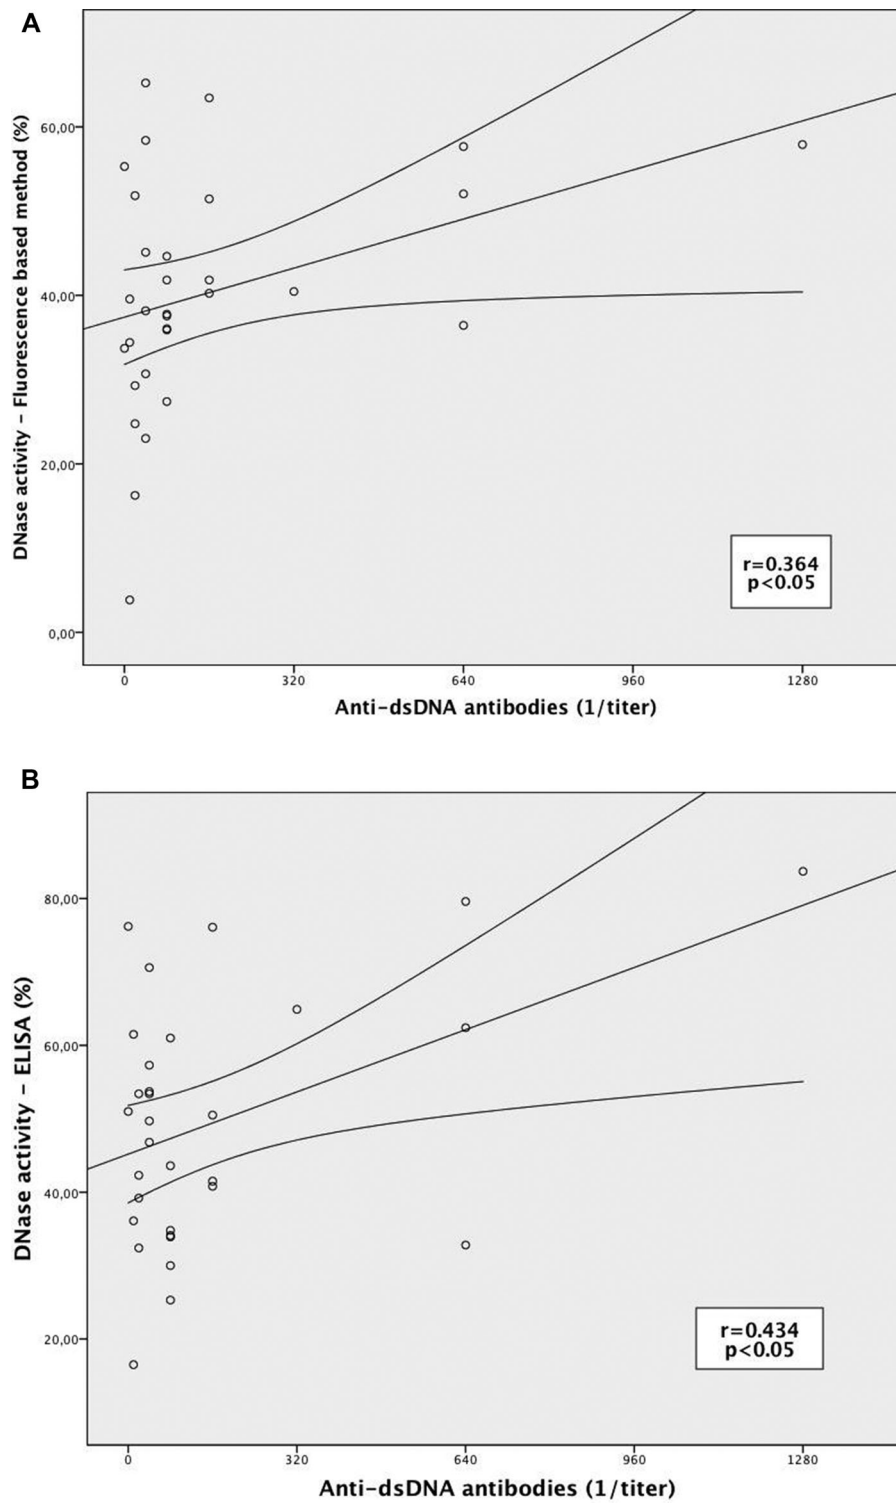 A
DNase activity – Fluorescence based method (%)
60,00
40,00
20,00
0,00
r=0.364
p<0.05
0 320 640 960 1280
Anti–dsDNA antibodies (1/titer)
B
DNase activity – ELISA (%)
80,00
60,00
40,00
20,00
r=0.434
p<0.05
0 320 640 960 1280
Anti–dsDNA antibodies (1/titer)